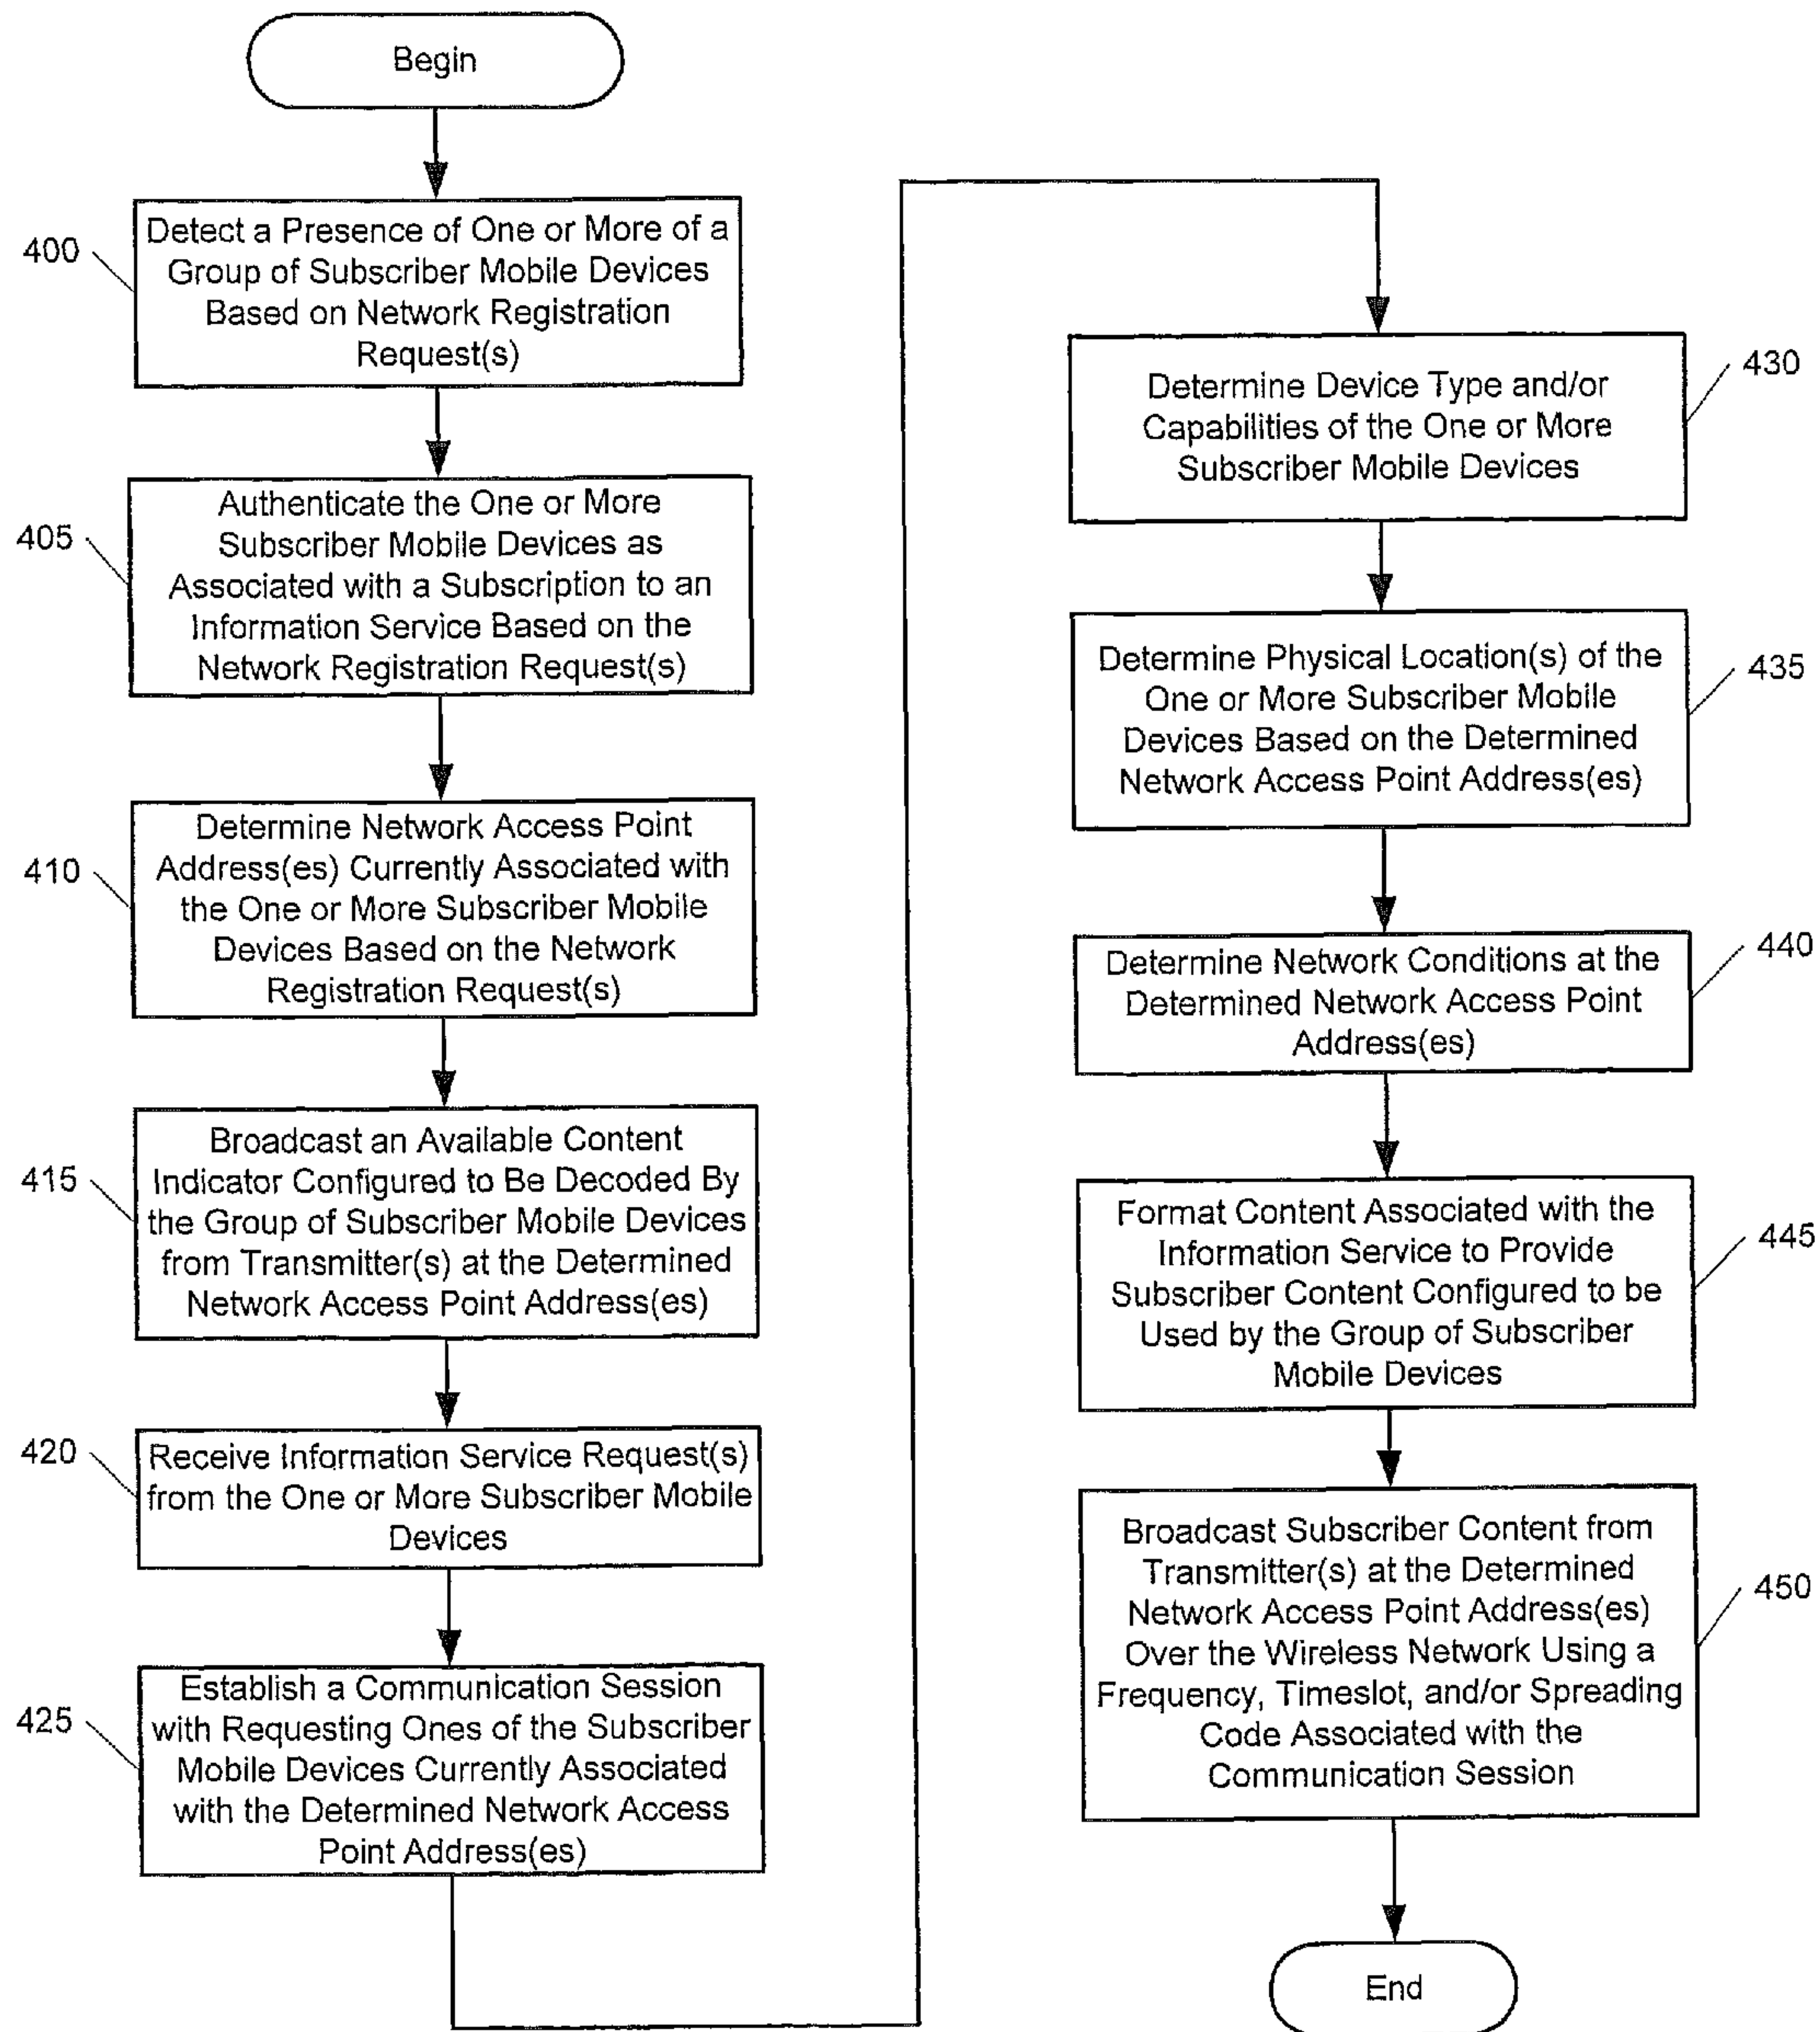 Begin
400
Detect a Presence of One or More of a
Group of Subscriber Mobile Devices
Based on Network Registration
Request(s)
405
Authenticate the One or More
Subscriber Mobile Devices as
Associated with a Subscription to an
Information Service Based on the
Network Registration Request(s)
410
Determine Network Access Point
Address(es) Currently Associated with
the One or More Subscriber Mobile
Devices Based on the Network
Registration Request(s)
415
Broadcast an Available Content
Indicator Configured to Be Decoded By
the Group of Subscriber Mobile Devices
from Transmitter(s) at the Determined
Network Access Point Address(es)
420
Receive Information Service Request(s)
from the One or More Subscriber Mobile
Devices
425
Establish a Communication Session
with Requesting Ones of the Subscriber
Mobile Devices Currently Associated
with the Determined Network Access
Point Address(es)
430
Determine Device Type and/or
Capabilities of the One or More
Subscriber Mobile Devices
435
Determine Physical Location(s) of the
One or More Subscriber Mobile
Devices Based on the Determined
Network Access Point Address(es)
440
Determine Network Conditions at the
Determined Network Access Point
Address(es)
445
Format Content Associated with the
Information Service to Provide
Subscriber Content Configured to be
Used by the Group of Subscriber
Mobile Devices
450
Broadcast Subscriber Content from
Transmitter(s) at the Determined
Network Access Point Address(es)
Over the Wireless Network Using a
Frequency, Timeslot, and/or Spreading
Code Associated with the
Communication Session
End